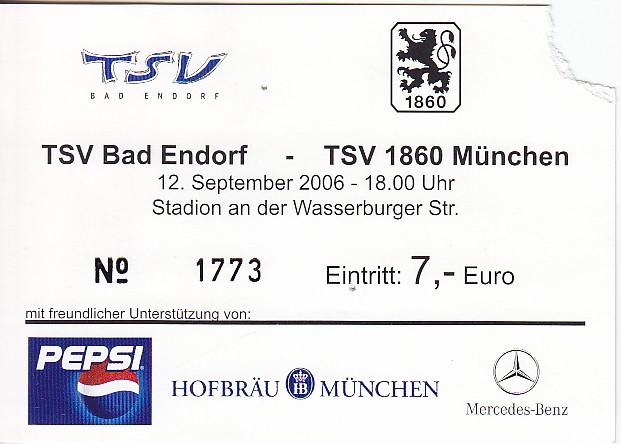 TSV
BAD ENDORF
1860
TSV Bad Endorf - TSV 1860 München
12. September 2006 - 18.00 Uhr
Stadion an der Wasserburger Str.
Nº 1773 Eintritt: 7,- Euro
mit freundlicher Unterstützung von:
PEPSI
HOFBRÄU HB MÜNCHEN
Mercedes-Benz